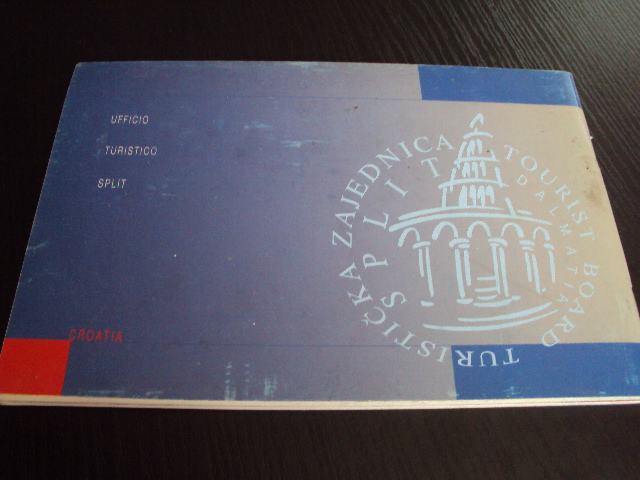 UFFICIO
TURISTICO
SPLIT
CROATIA
TURISTIČKA ZAJEDNICA
SPLIT
TOURIST BOARD
DALMATIA